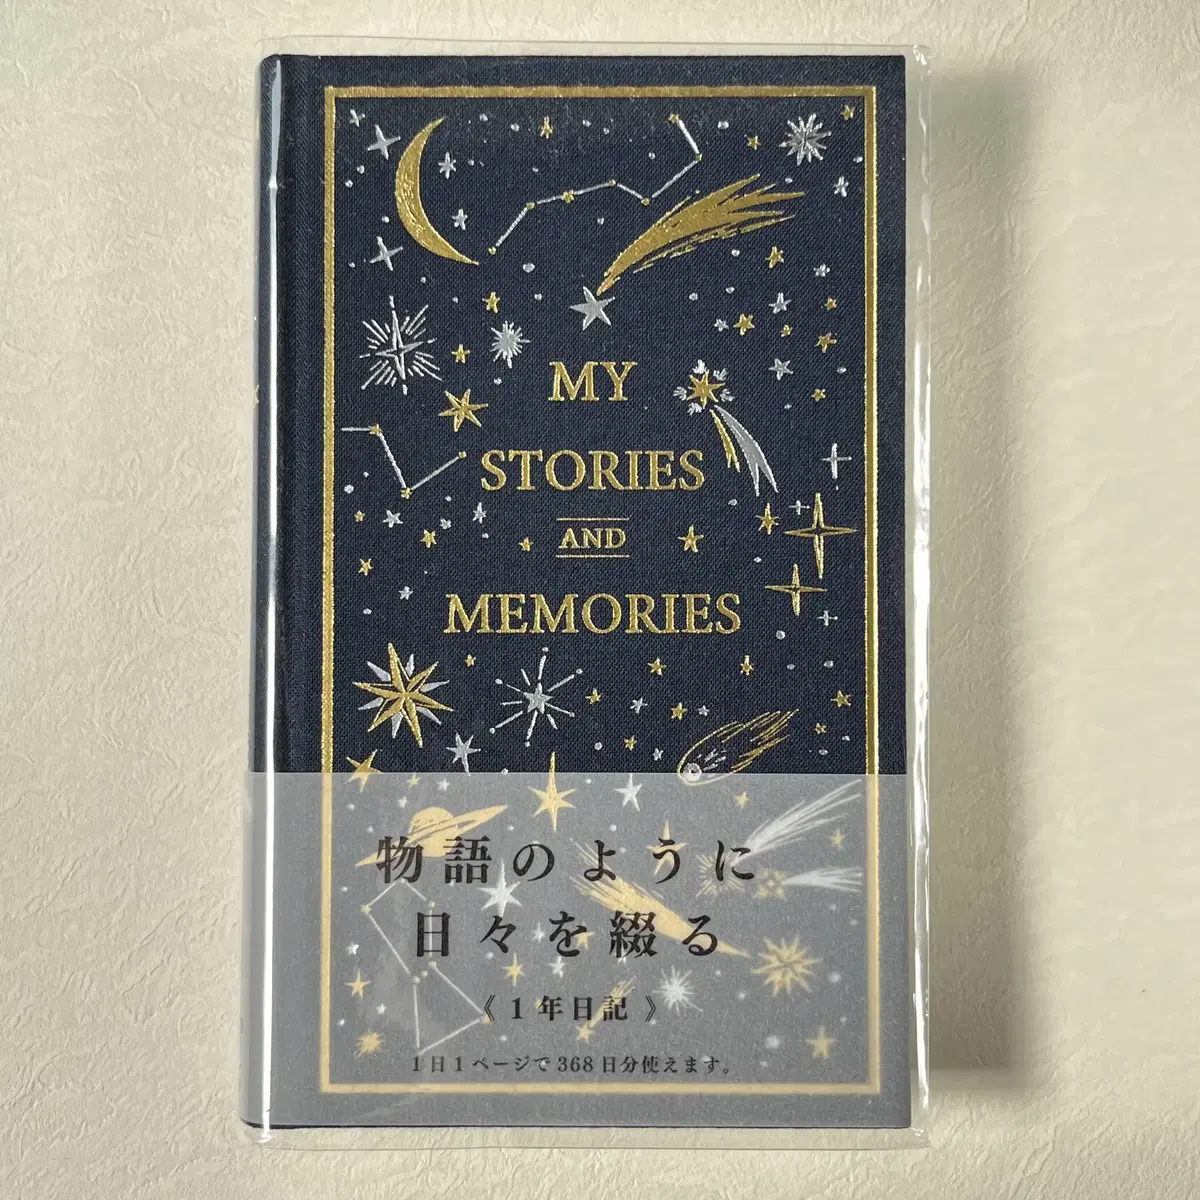 MY
STORIES
AND
MEMORIES
物語のように
日々を綴る
《1年日記》
1日1ページで368日分使えます。